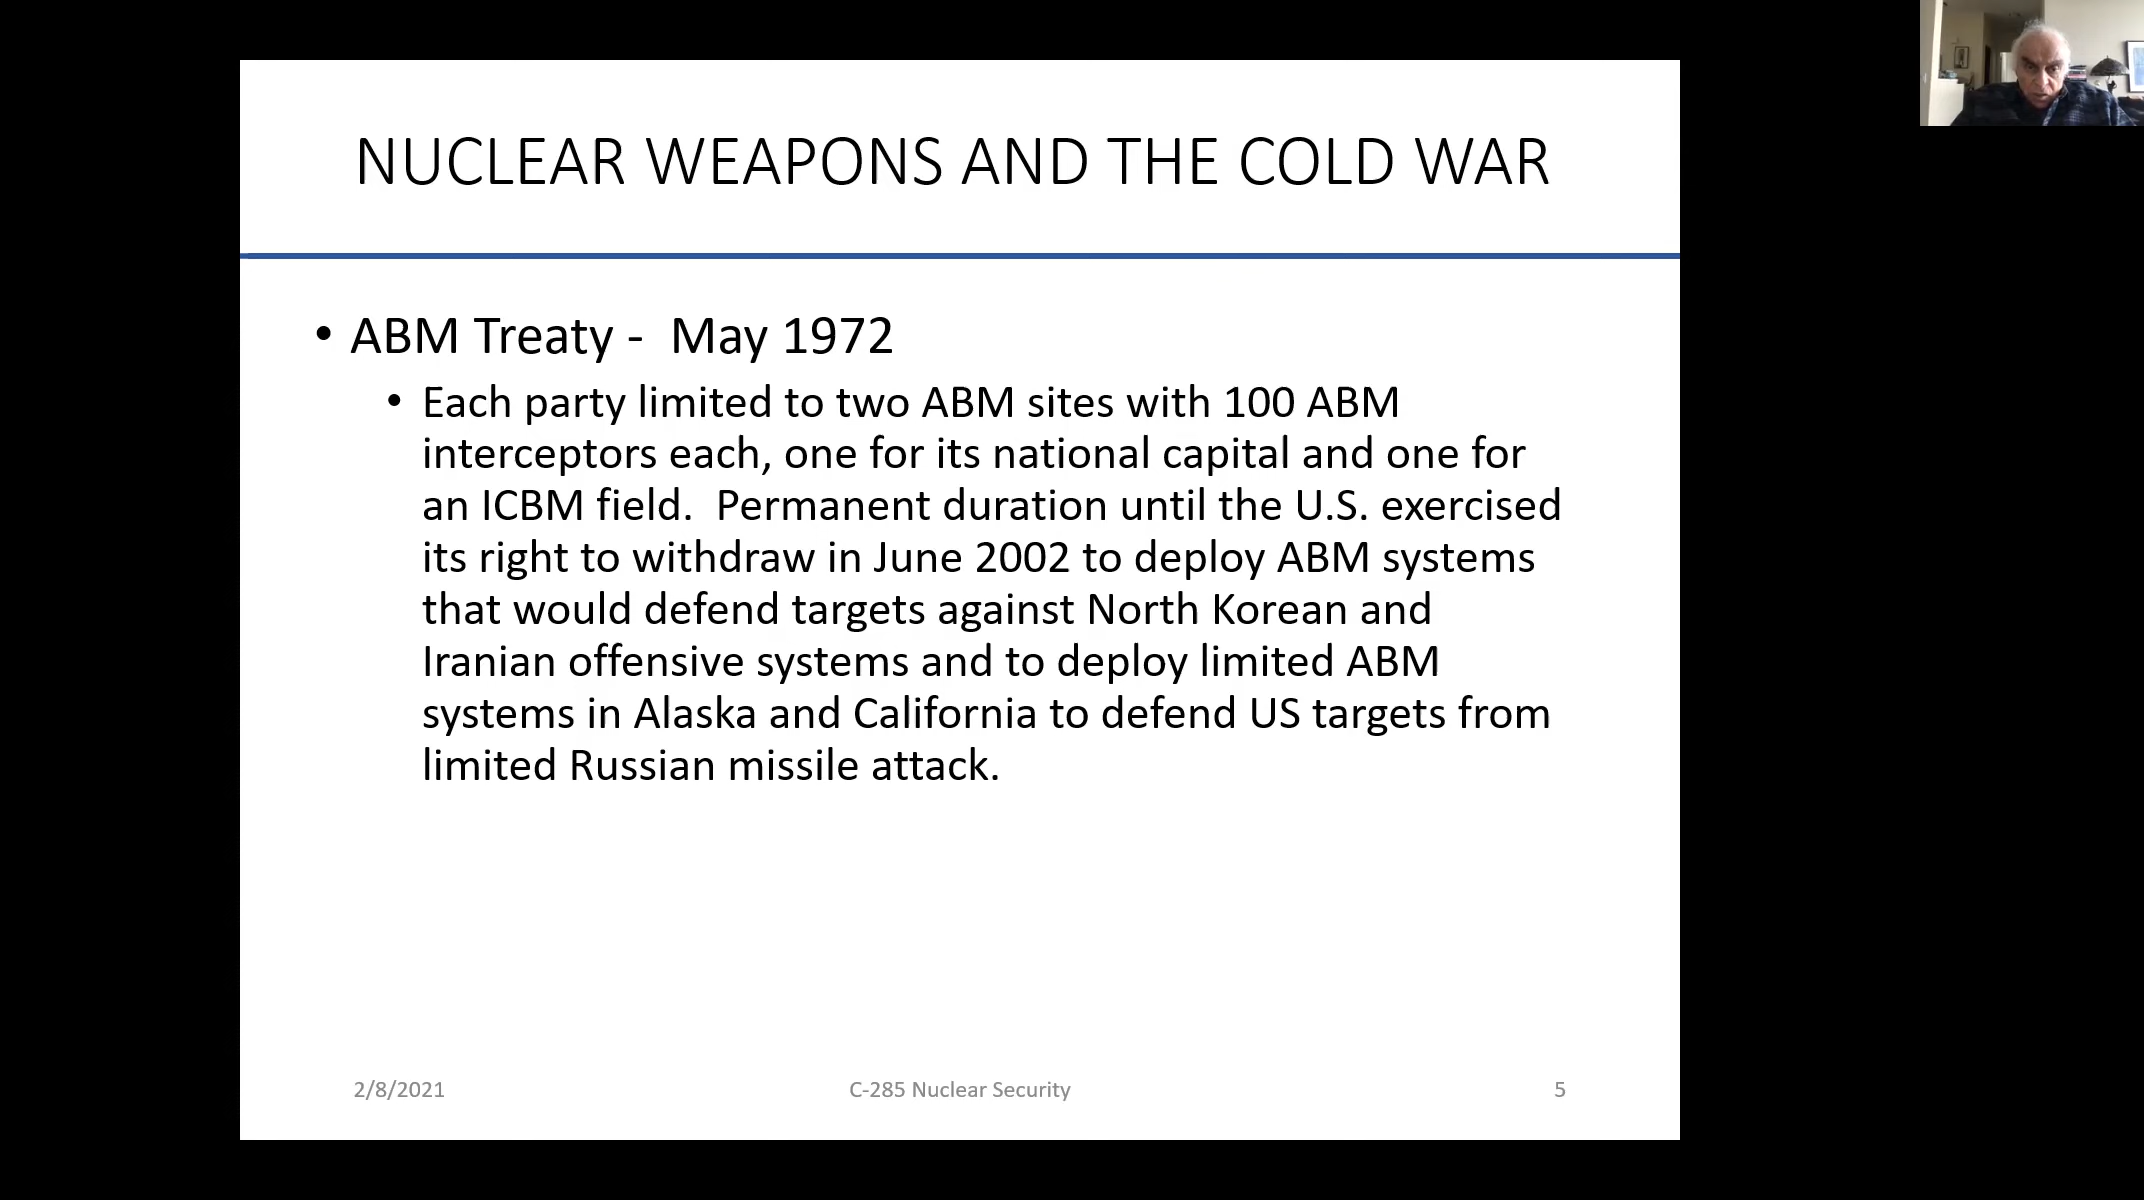 NUCLEAR WEAPONS AND THE COLD WAR
• ABM Treaty -  May 1972
• Each party limited to two ABM sites with 100 ABM
interceptors each, one for its national capital and one for
an ICBM field.  Permanent duration until the U.S. exercised
its right to withdraw in June 2002 to deploy ABM systems
that would defend targets against North Korean and
Iranian offensive systems and to deploy limited ABM
systems in Alaska and California to defend US targets from
limited Russian missile attack.
2/8/2021
C-285 Nuclear Security
5